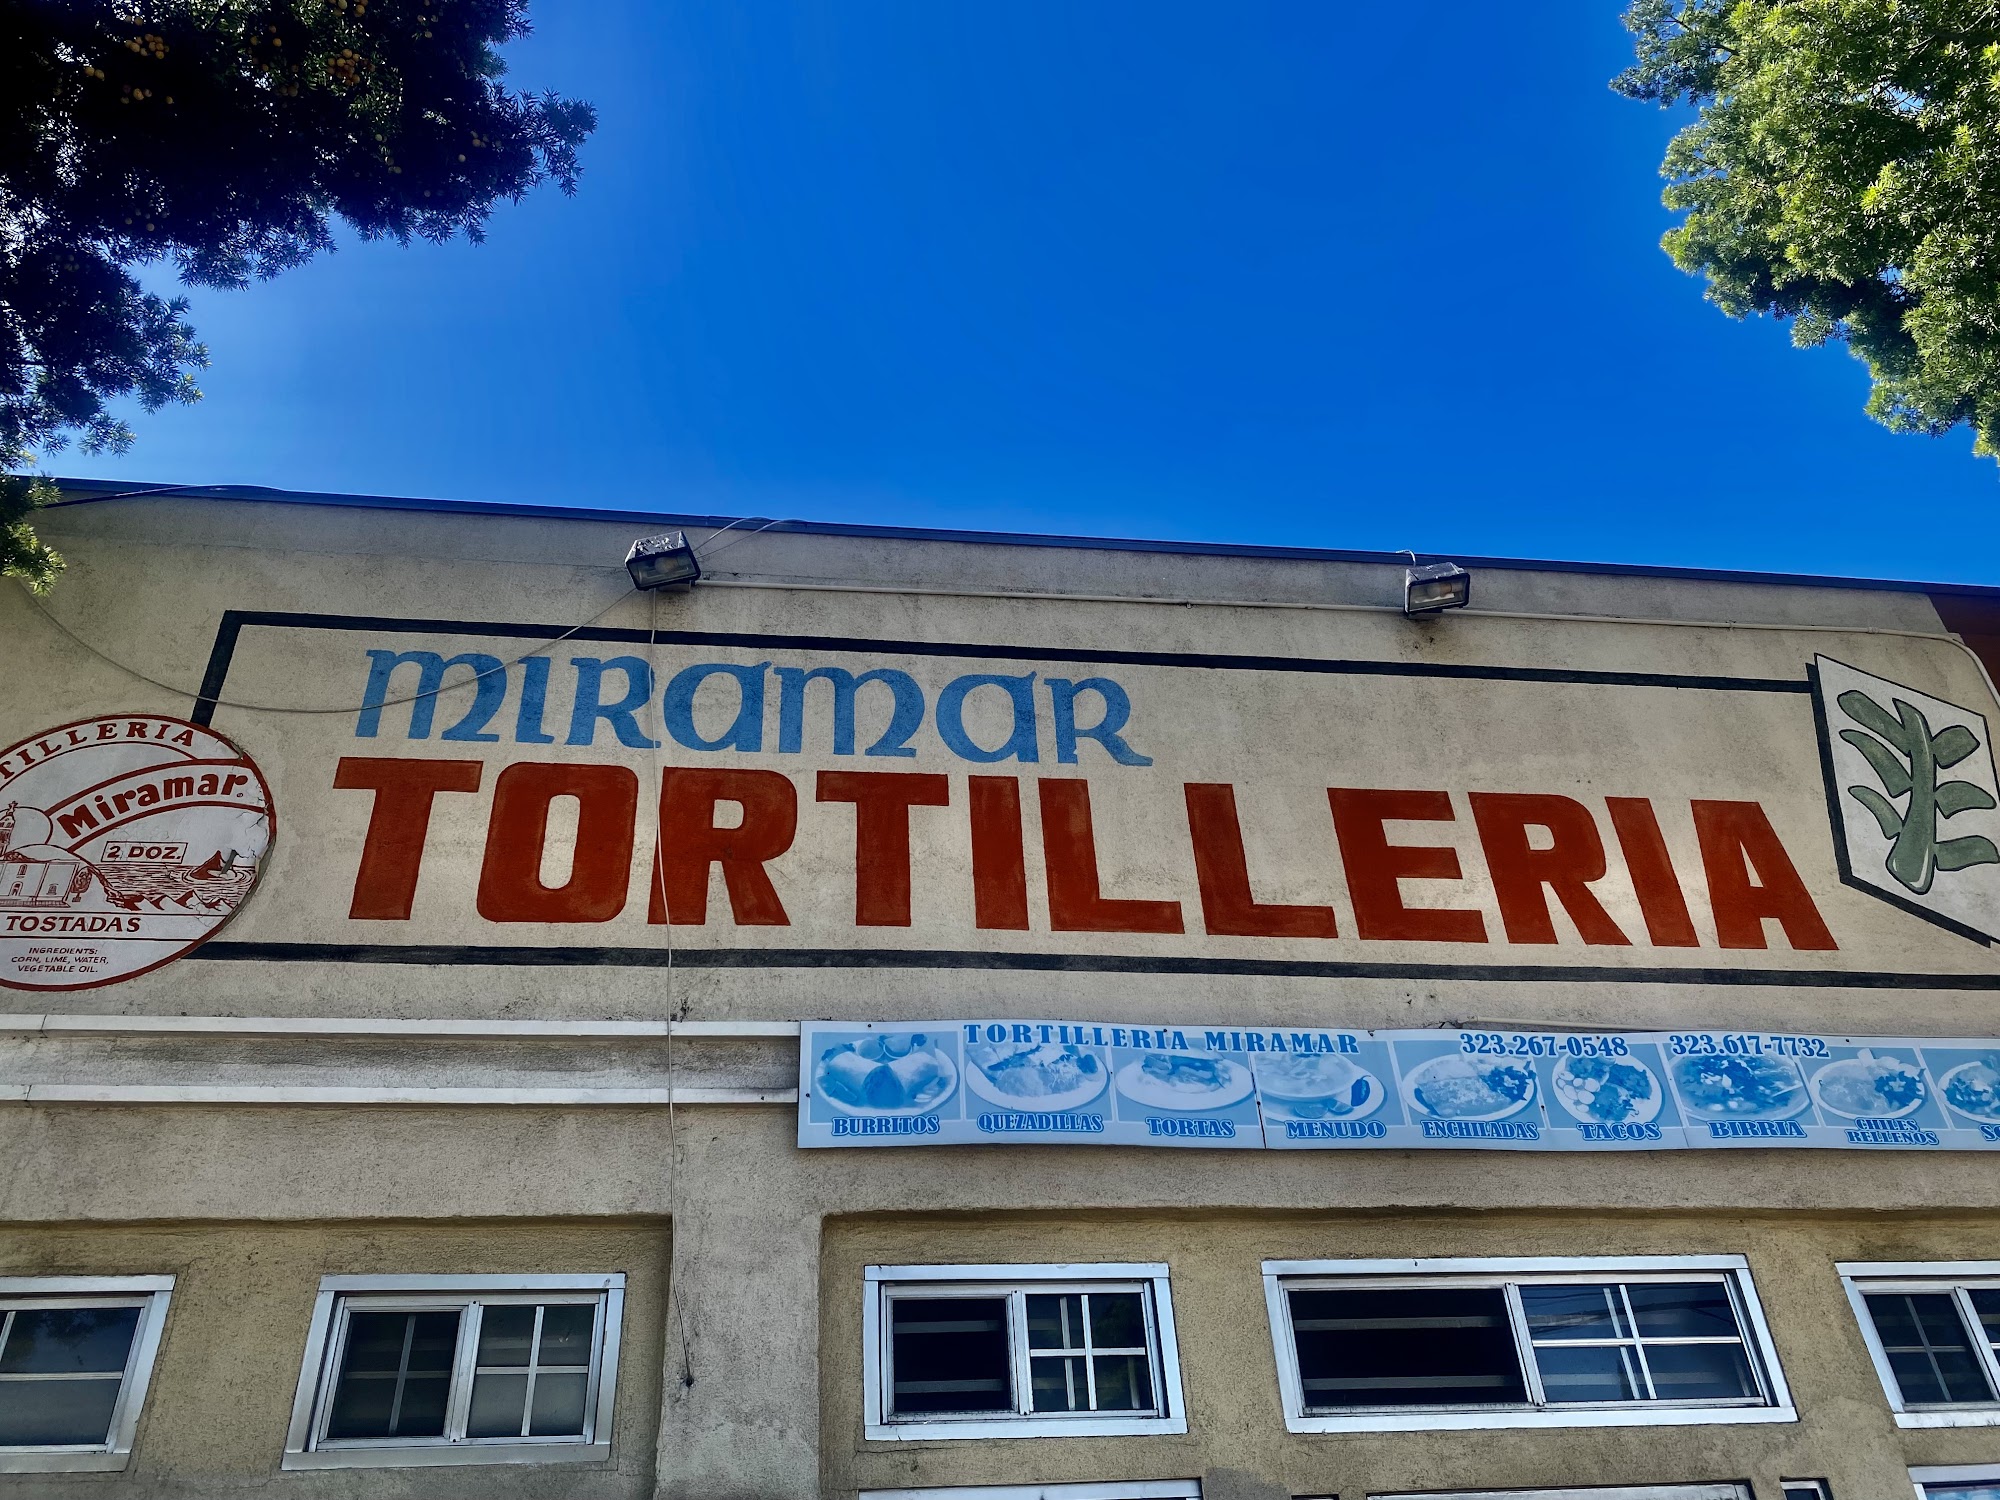 MIRAMAR
TORTILLERIA
TILLERIA
Miramar
2 DOZ.
TOSTADAS
INGREDIENTS:
CORN, LIME, WATER,
VEGETABLE OIL.
TORTILLERIA MIRAMAR 323.267-0548 323.617-7732
BURRITOS QUEZADILLAS TORTAS MENUDO ENCHILADAS TACOS BIRRIA CHILES RELLENOS